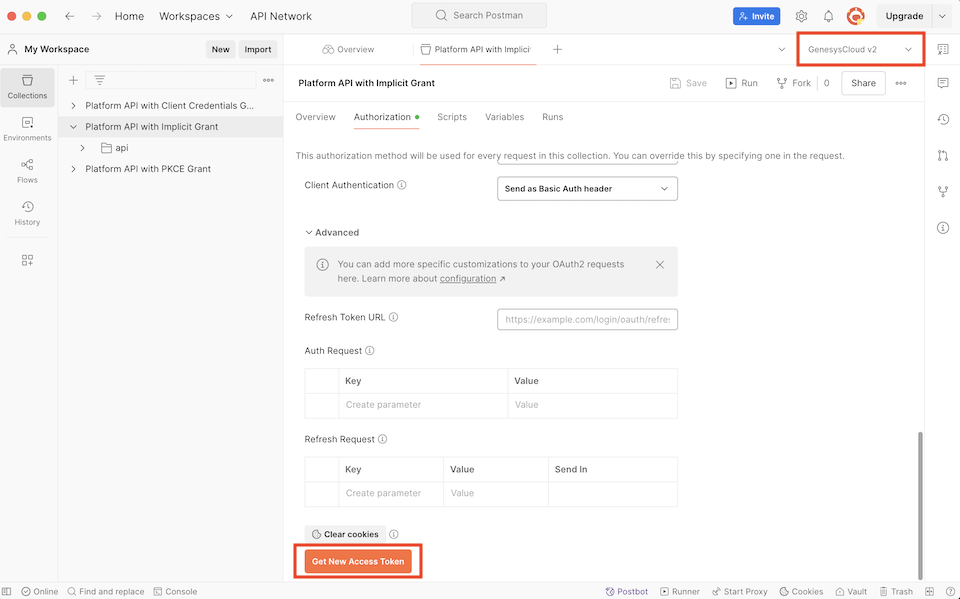 Home Workspaces API Network Search Postman Invite Upgrade
My Workspace New Import Overview Platform API with Implici GenesysCloud v2
Collections
Environments
Flows
History
Platform API with Client Credentials G...
Platform API with Implicit Grant
api
Platform API with PKCE Grant
Platform API with Implicit Grant Save Run Fork 0 Share
Overview Authorization Scripts Variables Runs
This authorization method will be used for every request in this collection. You can override this by specifying one in the request.
Client Authentication Send as Basic Auth header
Advanced
You can add more specific customizations to your OAuth2 requests
here. Learn more about configuration ↗
Refresh Token URL https://example.com/login/oauth/refre
Auth Request
Key Value
Create parameter Value
Refresh Request
Key Value Send In
Create parameter Value
Clear cookies
Get New Access Token
Online Find and replace Console Postbot Runner Start Proxy Cookies Vault Trash